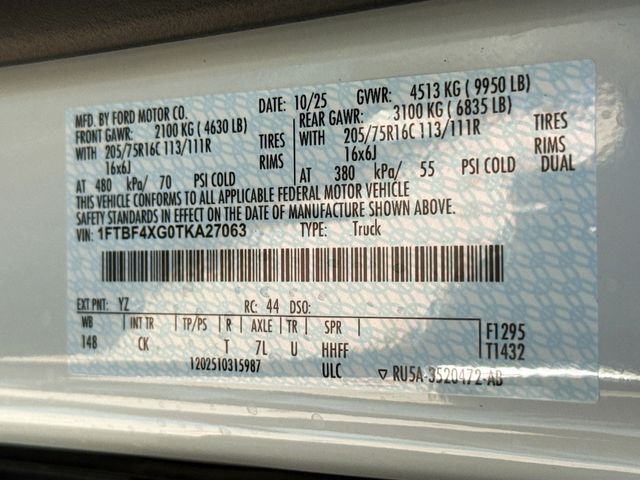 MFD. BY FORD MOTOR CO. DATE: 10/25 GVWR: 4513 KG ( 9950 LB)
FRONT GAWR: 2100 KG ( 4630 LB) REAR GAWR: 3100 KG ( 6835 LB)
WITH 205/75R16C 113/111R TIRES WITH 205/75R16C 113/111R TIRES
16x6J RIMS 16x6J RIMS
AT 480 kPa/ 70 PSI COLD AT 380 kPa/ 55 PSI COLD DUAL
THIS VEHICLE CONFORMS TO ALL APPLICABLE FEDERAL MOTOR VEHICLE
SAFETY STANDARDS IN EFFECT ON THE DATE OF MANUFACTURE SHOWN ABOVE.
VIN: 1FTBF4XG0TKA27063 TYPE: Truck
EXT PNT: YZ RC: 44 DSO:
WB INT TR TP/PS R AXLE TR SPR F1295
148 CK T 7L U HHFF T1432
1202510315987 ULC ▽ RU5A-3520472-AB